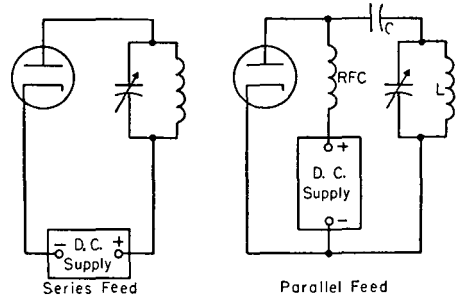 C
RFC
L
+
D. C.
Supply
−
− D. C. +
Supply
Series Feed
Parallel Feed